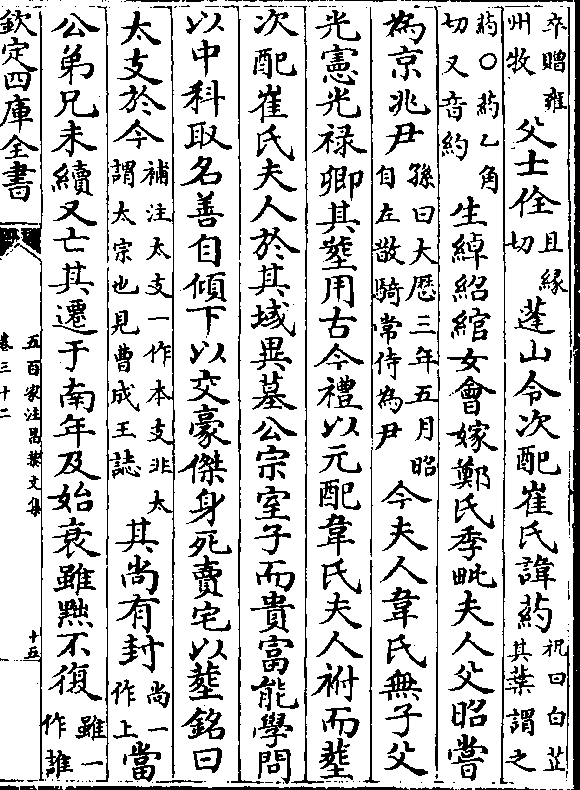 卒贈雍州牧父士佺且緣切蓬山令次配崔氏諱葯祝曰白芷其葉謂之
葯○葯乙角切又音約生綽紹綰女會嫁鄭氏季毗夫人父昭嘗
為京兆尹孫曰大厯三年五月昭自左散騎常侍為尹今夫人韋氏無子父
光憲光禄卿其塟用古今禮以元配韋氏夫人祔而塟
次配崔氏夫人於其域異墓公宗室子而貴富能學問
以中科取名善自傾下以交豪傑身死賣宅以塟銘曰
太支於今補注太支一作本支非太謂太宗也見曹成王誌其尚有封尚一作上當
公弟兄未續又亡其遷于南年及始衰雖黜不復雖一作誰
欽定四庫全書
五百家注昌黎文集
卷三十二
十五